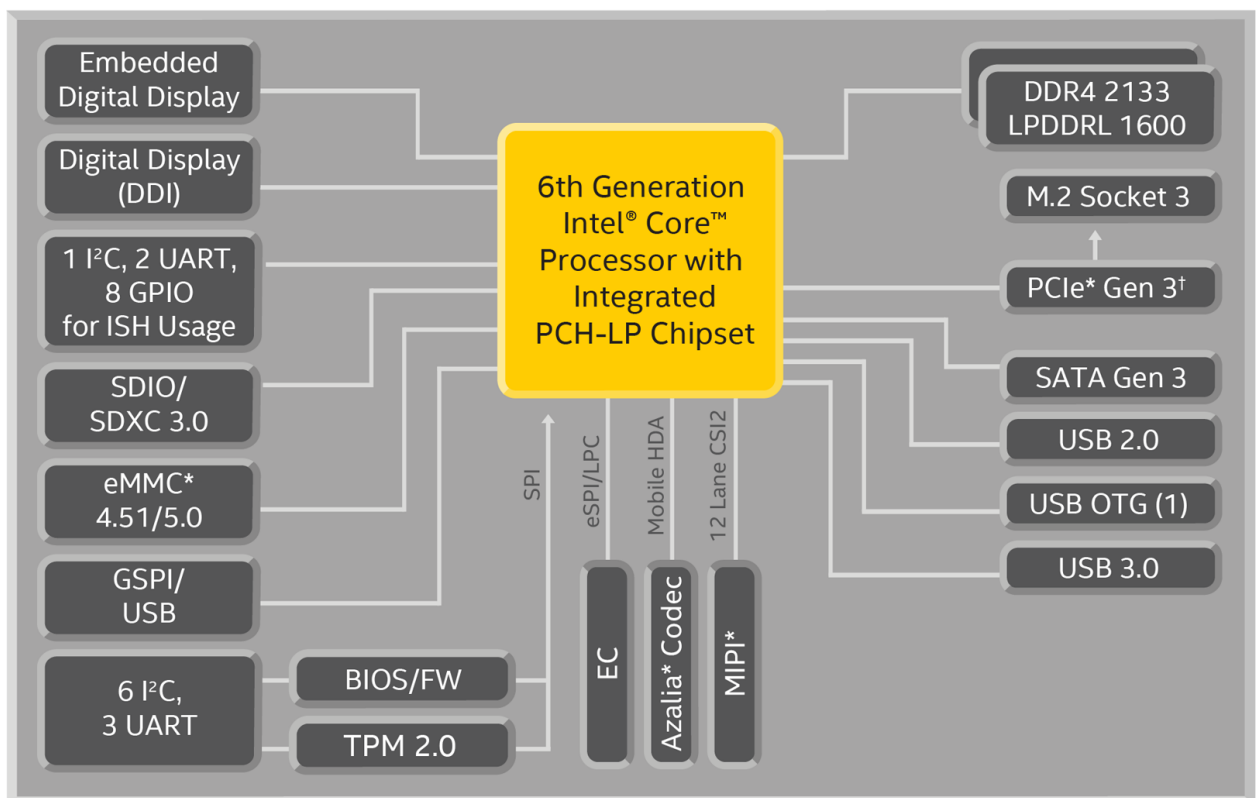 Embedded
Digital Display
Digital Display
(DDI)
1 I²C, 2 UART,
8 GPIO
for ISH Usage
SDIO/
SDXC 3.0
eMMC*
4.51/5.0
GSPI/
USB
6 I²C,
3 UART
BIOS/FW
TPM 2.0
6th Generation
Intel® Core™
Processor with
Integrated
PCH-LP Chipset
SPI
eSPI/LPC
Mobile HDA
12 Lane CSI2
EC
Azalia* Codec
MIPI*
DDR4 2133
LPDDRL 1600
M.2 Socket 3
PCIe* Gen 3†
SATA Gen 3
USB 2.0
USB OTG (1)
USB 3.0